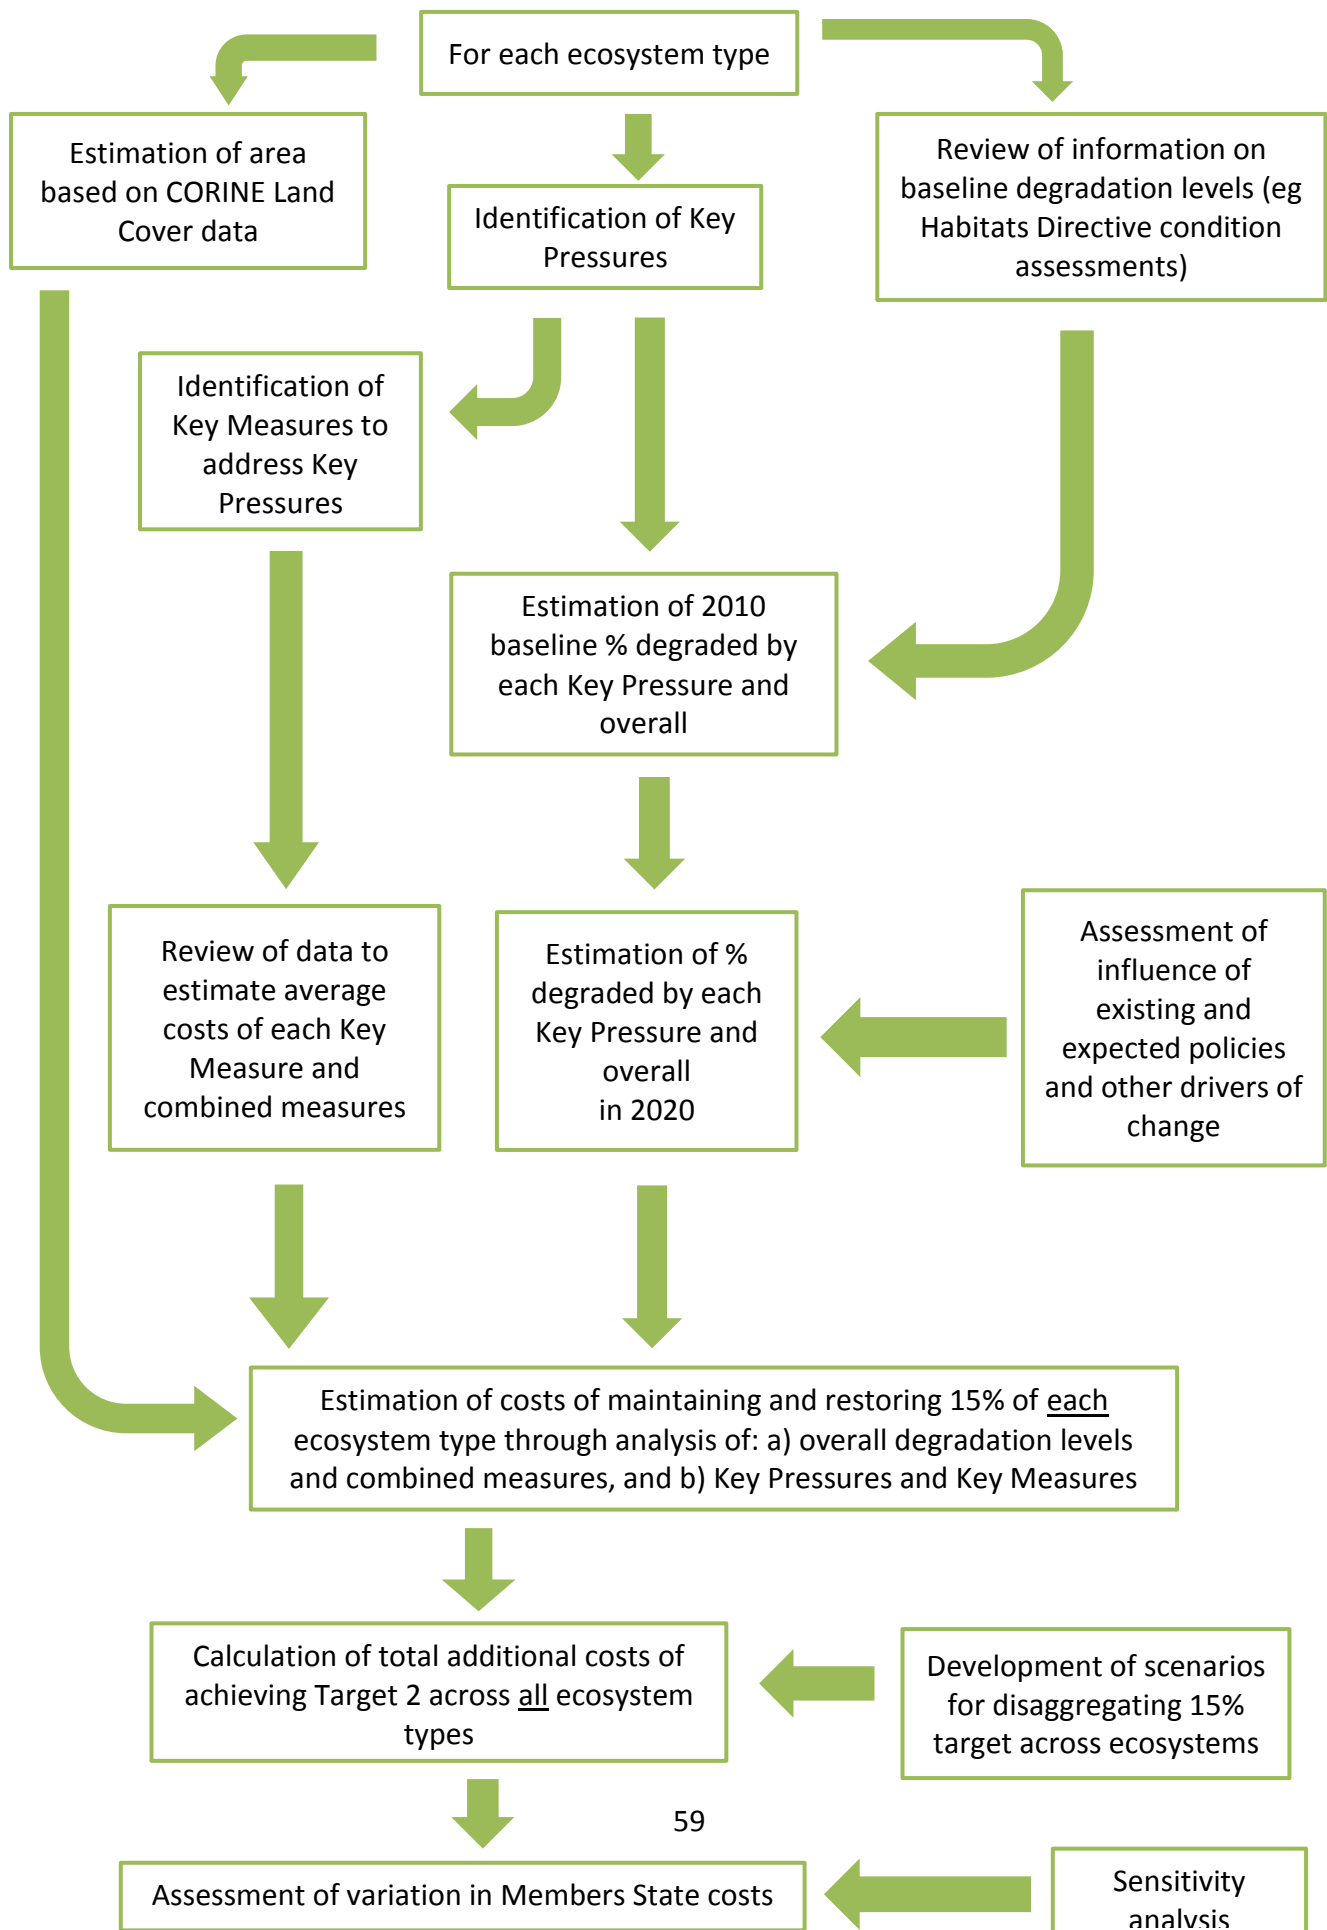 For each ecosystem type
Estimation of area
based on CORINE Land
Cover data
Identification of Key
Pressures
Review of information on
baseline degradation levels (eg
Habitats Directive condition
assessments)
Identification of
Key Measures to
address Key
Pressures
Estimation of 2010
baseline % degraded by
each Key Pressure and
overall
Review of data to
estimate average
costs of each Key
Measure and
combined measures
Estimation of %
degraded by each
Key Pressure and
overall
in 2020
Assessment of
influence of
existing and
expected policies
and other drivers of
change
Estimation of costs of maintaining and restoring 15% of each
ecosystem type through analysis of: a) overall degradation levels
and combined measures, and b) Key Pressures and Key Measures
Calculation of total additional costs of
achieving Target 2 across all ecosystem
types
Development of scenarios
for disaggregating 15%
target across ecosystems
59
Assessment of variation in Members State costs
Sensitivity
analysis